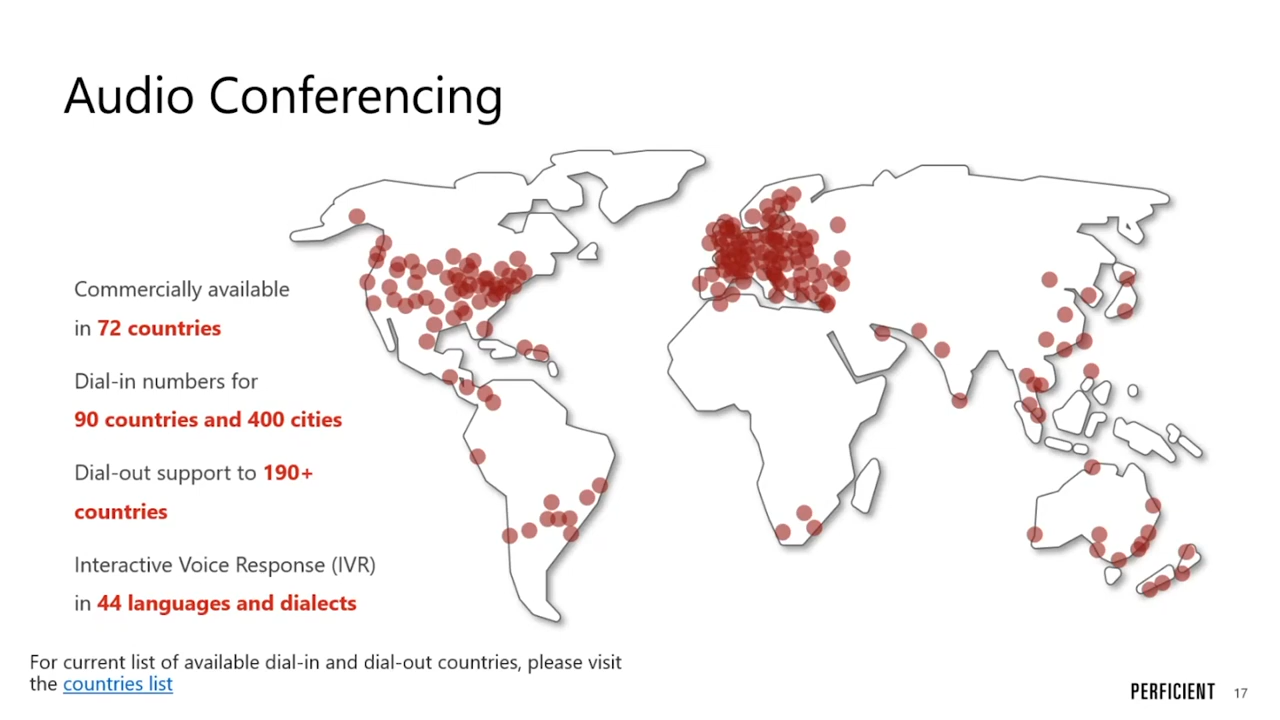 Audio Conferencing
Commercially available
in 72 countries
Dial-in numbers for
90 countries and 400 cities
Dial-out support to 190+
countries
Interactive Voice Response (IVR)
in 44 languages and dialects
For current list of available dial-in and dial-out countries, please visit
the countries list
PERFICIENT 17